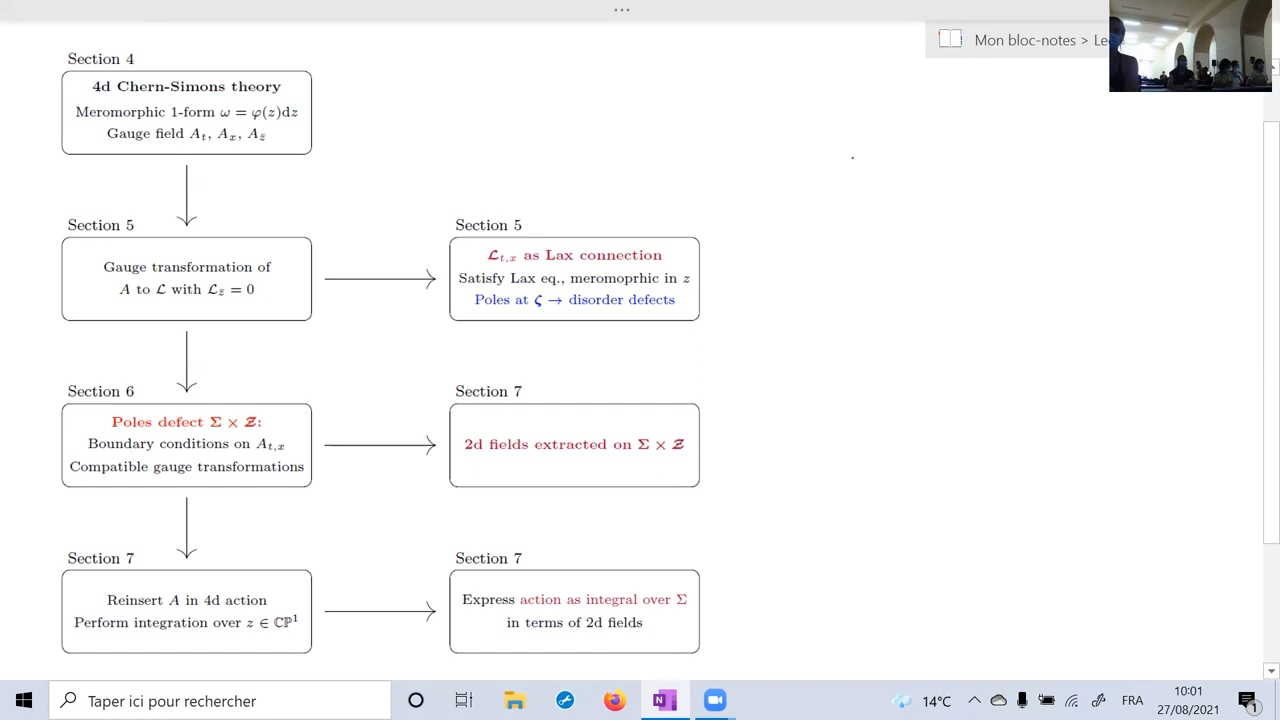 Mon bloc-notes > Le
Section 4
4d Chern-Simons theory
Meromorphic 1-form ω = φ(z)dz
Gauge field A_t, A_x, A_z̄
Section 5
Gauge transformation of
A to ℒ with ℒ_z̄ = 0
Section 5
ℒ_{t,x} as Lax connection
Satisfy Lax eq., meromoprhic in z
Poles at ζ → disorder defects
Section 6
Poles defect Σ × Ƶ:
Boundary conditions on A_{t,x}
Compatible gauge transformations
Section 7
2d fields extracted on Σ × Ƶ
Section 7
Reinsert A in 4d action
Perform integration over z ∈ ℂℙ¹
Section 7
Express action as integral over Σ
in terms of 2d fields
Taper ici pour rechercher
14°C
FRA
10:01
27/08/2021
1